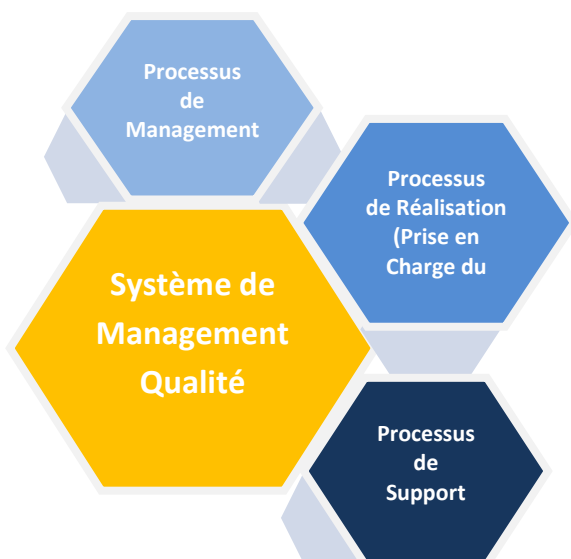 Processus
de
Management
Processus
de Réalisation
(Prise en
Charge du
Système de
Management
Qualité
Processus
de
Support